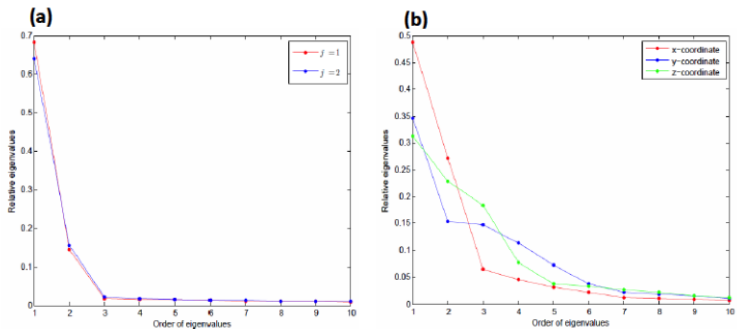 (a)
0.7
0.6
0.5
0.4
0.3
0.2
0.1
0
1 2 3 4 5 6 7 8 9 10
Relative eigenvalues
Order of eigenvalues
j =1
j =2
(b)
0.5
0.45
0.4
0.35
0.3
0.25
0.2
0.15
0.1
0.05
0
1 2 3 4 5 6 7 8 9 10
Relative eigenvalues
Order of eigenvalues
x-coordinate
y-coordinate
z-coordinate